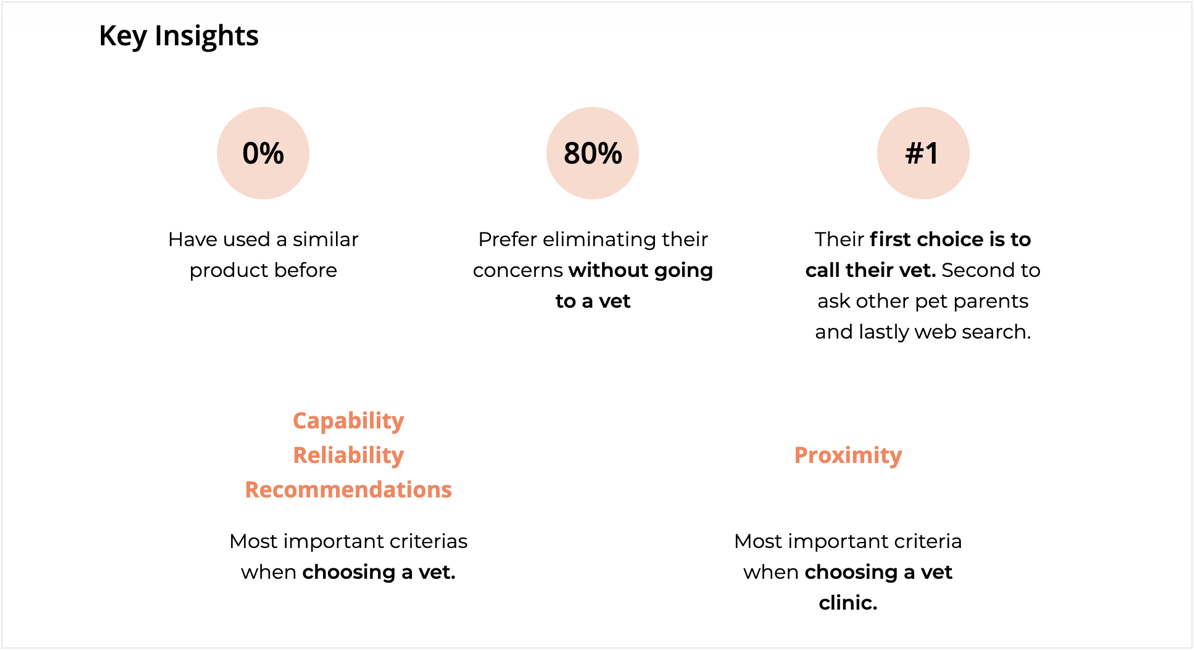 Key Insights
0%
Have used a similar
product before
80%
Prefer eliminating their
concerns without going
to a vet
#1
Their first choice is to
call their vet. Second to
ask other pet parents
and lastly web search.
Capability
Reliability
Recommendations
Most important criterias
when choosing a vet.
Proximity
Most important criteria
when choosing a vet
clinic.